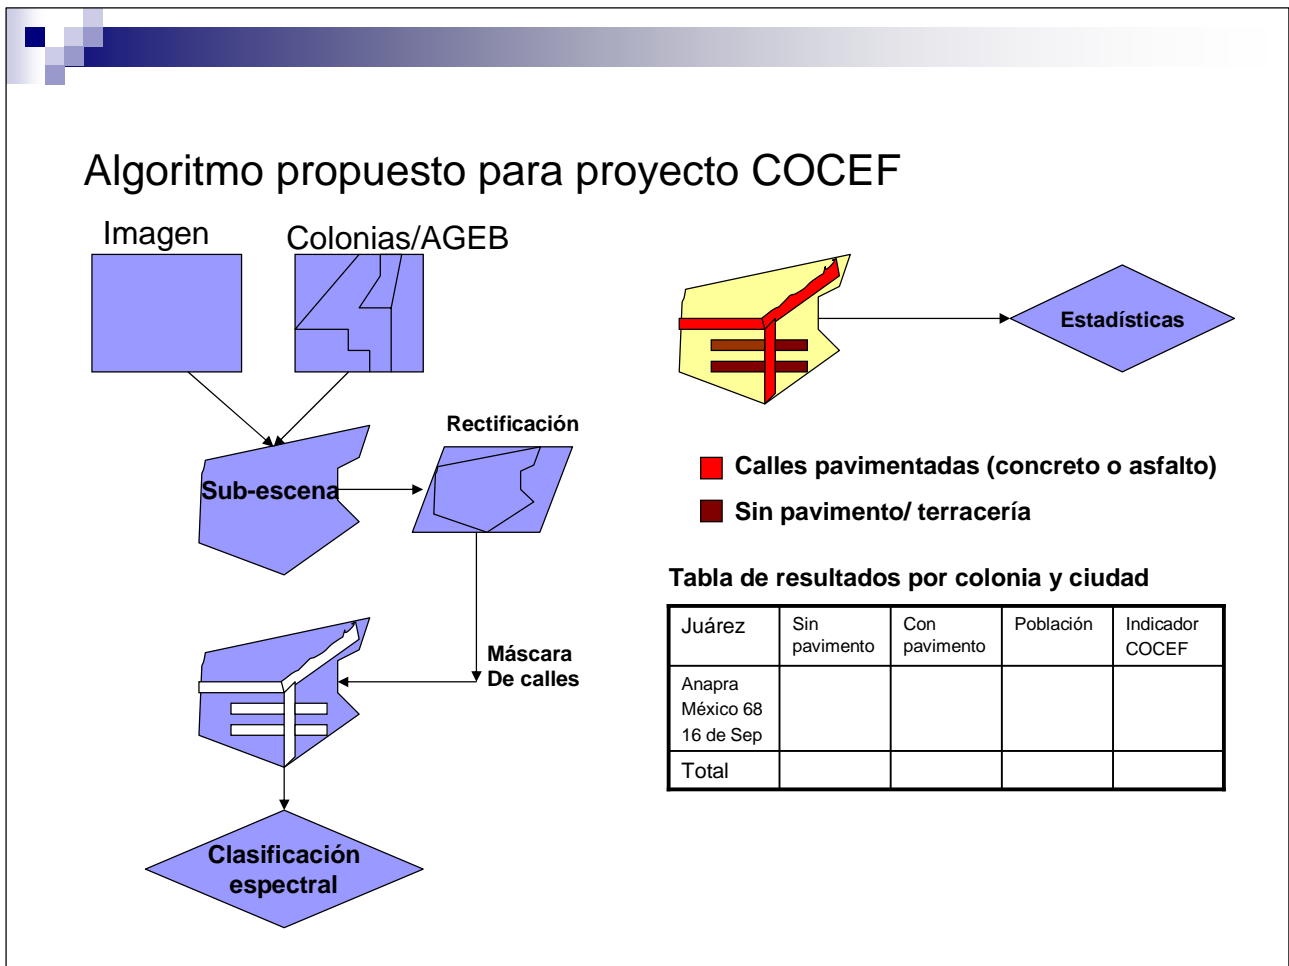 Algoritmo propuesto para proyecto COCEF
Imagen
Colonias/AGEB
Rectificación
Sub-escena
Máscara
De calles
Clasificación
espectral
Estadísticas
Calles pavimentadas (concreto o asfalto)
Sin pavimento/ terracería
Tabla de resultados por colonia y ciudad
Juárez
Sin
pavimento
Con
pavimento
Población
Indicador
COCEF
Anapra
México 68
16 de Sep
Total